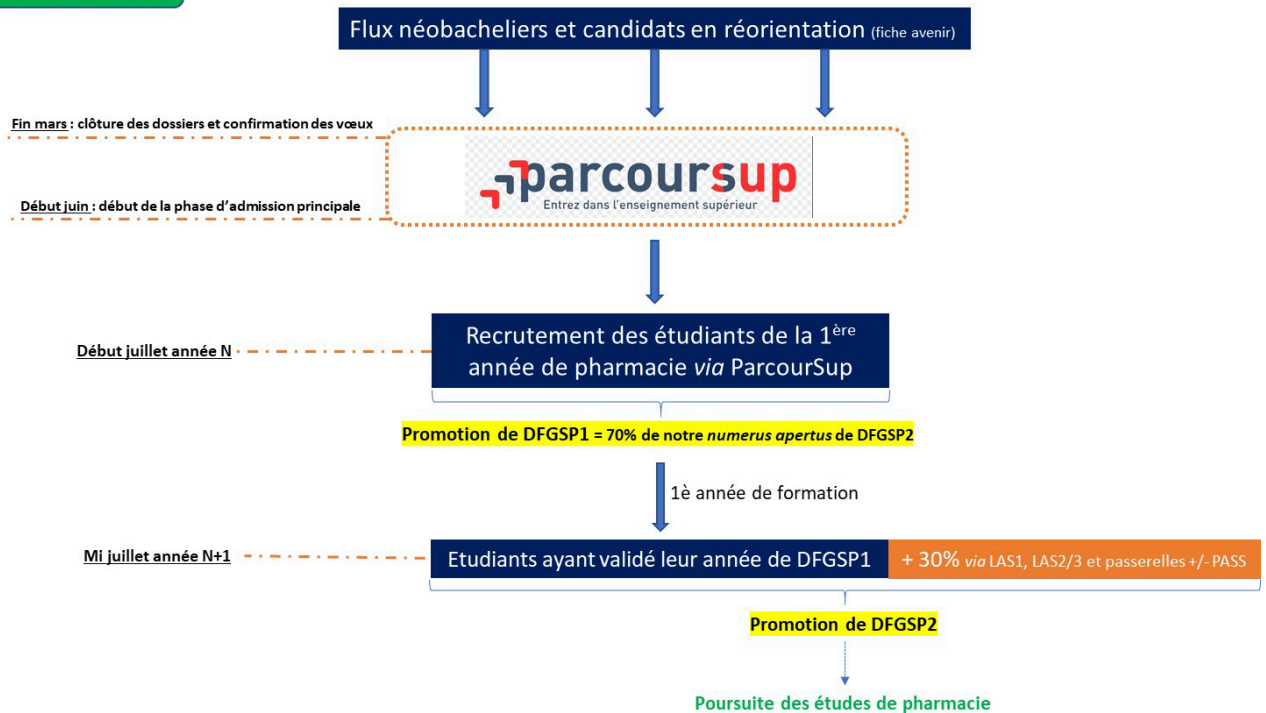 Flux néobacheliers et candidats en réorientation (fiche avenir)
Fin mars : clôture des dossiers et confirmation des vœux
parcoursup
Entrez dans l'enseignement supérieur
Début juin : début de la phase d'admission principale
Début juillet année N
Recrutement des étudiants de la 1ère
année de pharmacie via ParcourSup
Promotion de DFGSP1 = 70% de notre numerus apertus de DFGSP2
1è année de formation
Mi juillet année N+1
Etudiants ayant validé leur année de DFGSP1
+ 30% via LAS1, LAS2/3 et passerelles +/- PASS
Promotion de DFGSP2
Poursuite des études de pharmacie